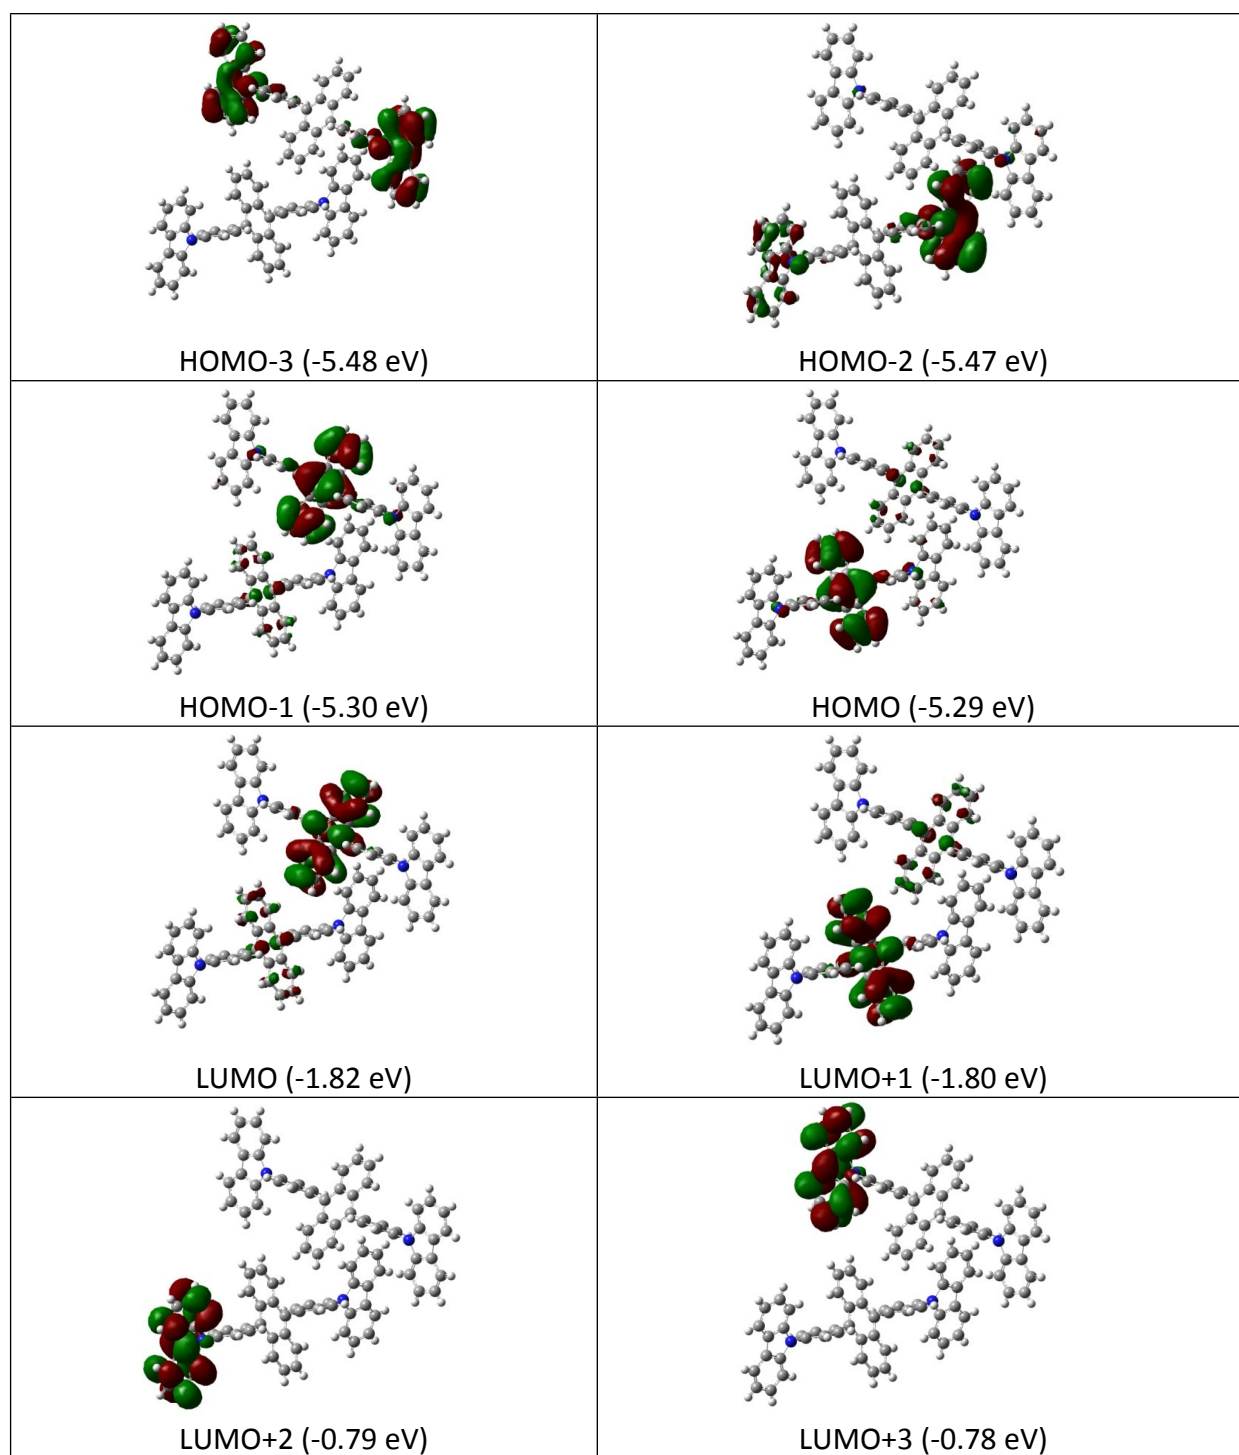 HOMO-3 (-5.48 eV)
HOMO-2 (-5.47 eV)
HOMO-1 (-5.30 eV)
HOMO (-5.29 eV)
LUMO (-1.82 eV)
LUMO+1 (-1.80 eV)
LUMO+2 (-0.79 eV)
LUMO+3 (-0.78 eV)